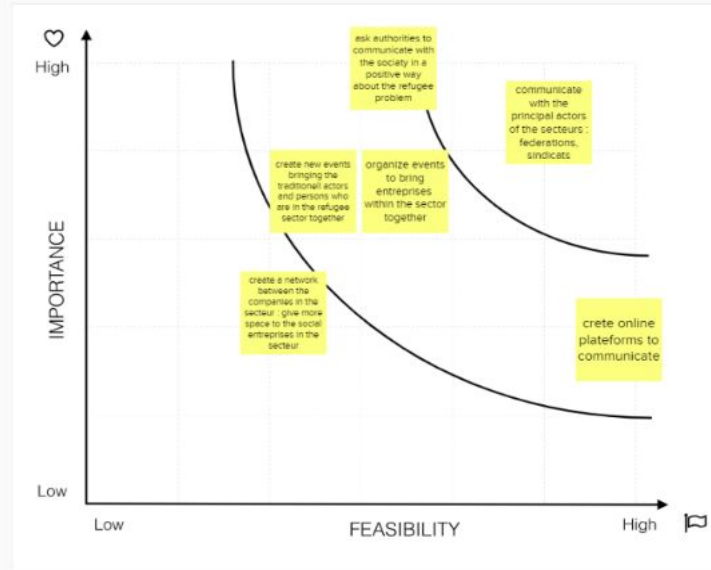 High
ask authorities to
communicate with
the sociaty in a
positive way
about the refugee
problem
communicate
with the
principal actors
of the secteurs :
federations,
sindicats
create new events
bringing the
traditionell actors
and persons who
are in the refugee
sector together
organize events
to bring
entreprises
within the sector
together
IMPORTANCE
create a network
between the
companies in the
secteur : give more
space to the social
entreprises in the
secteur
crete online
plateforms to
communicate
Low
Low
FEASIBILITY
High